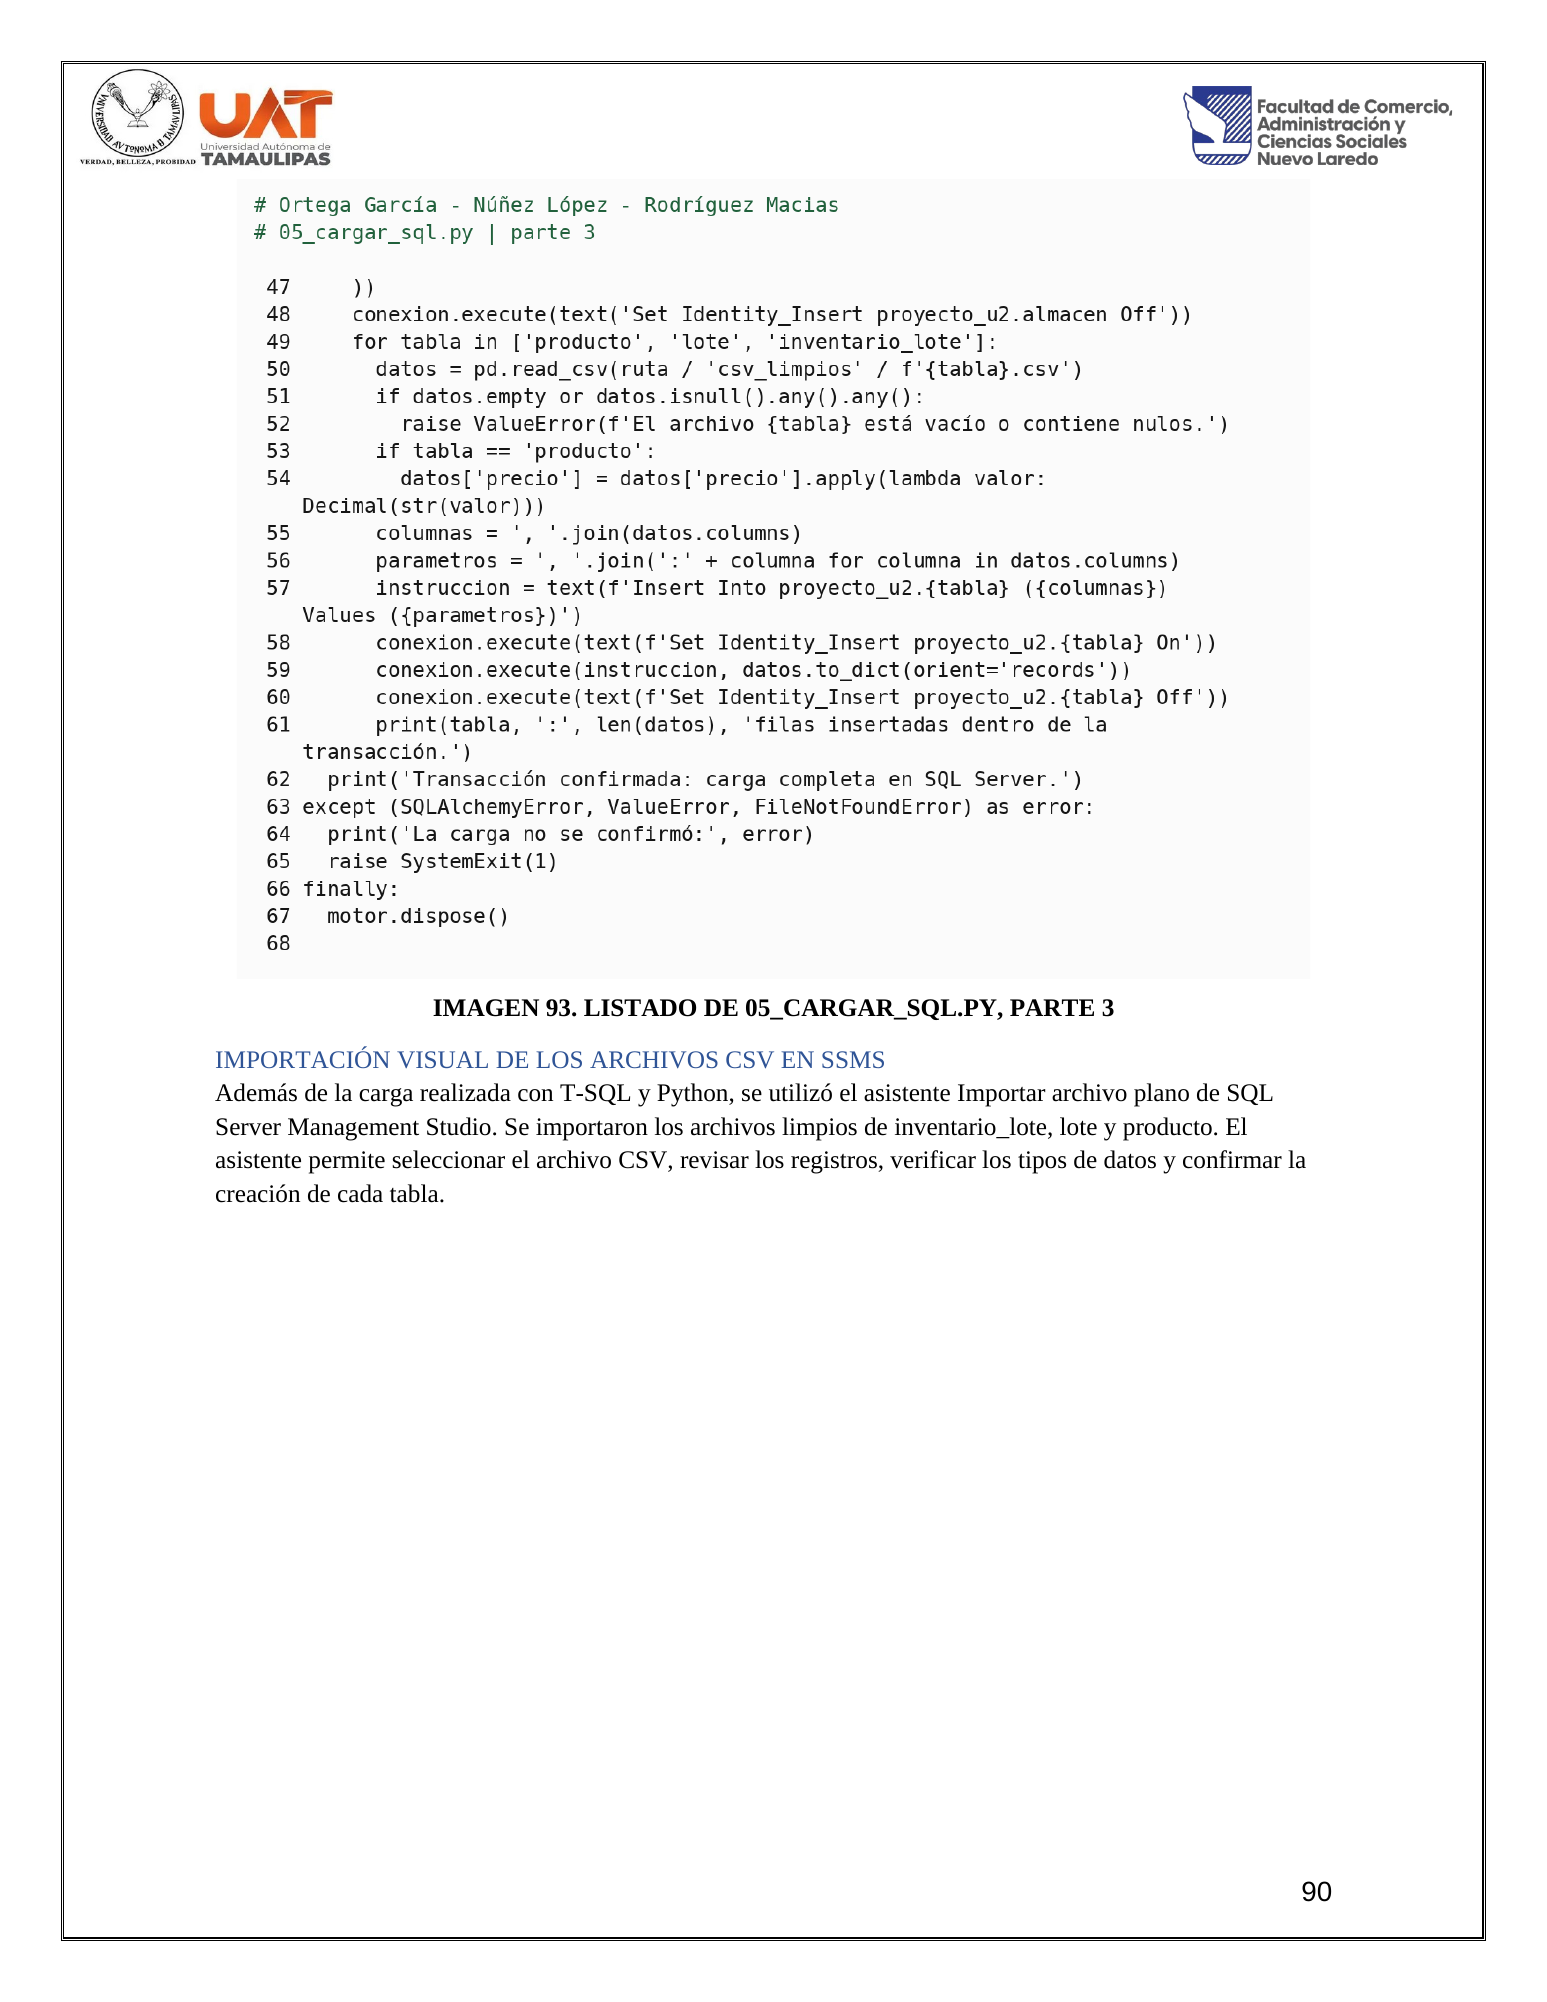 UNIVERSIDAD AVTONOMA D TAMAVLIPAS
VERDAD, BELLEZA, PROBIDAD
UAT
Universidad Autónoma de
TAMAULIPAS
Facultad de Comercio,
Administración y
Ciencias Sociales
Nuevo Laredo
# Ortega García - Núñez López - Rodríguez Macias
# 05_cargar_sql.py | parte 3
47     ))
48     conexion.execute(text('Set Identity_Insert proyecto_u2.almacen Off'))
49     for tabla in ['producto', 'lote', 'inventario_lote']:
50       datos = pd.read_csv(ruta / 'csv_limpios' / f'{tabla}.csv')
51       if datos.empty or datos.isnull().any().any():
52         raise ValueError(f'El archivo {tabla} está vacío o contiene nulos.')
53       if tabla == 'producto':
54         datos['precio'] = datos['precio'].apply(lambda valor:
Decimal(str(valor)))
55       columnas = ', '.join(datos.columns)
56       parametros = ', '.join(':' + columna for columna in datos.columns)
57       instruccion = text(f'Insert Into proyecto_u2.{tabla} ({columnas})
Values ({parametros})')
58       conexion.execute(text(f'Set Identity_Insert proyecto_u2.{tabla} On'))
59       conexion.execute(instruccion, datos.to_dict(orient='records'))
60       conexion.execute(text(f'Set Identity_Insert proyecto_u2.{tabla} Off'))
61       print(tabla, ':', len(datos), 'filas insertadas dentro de la
transacción.')
62   print('Transacción confirmada: carga completa en SQL Server.')
63 except (SQLAlchemyError, ValueError, FileNotFoundError) as error:
64   print('La carga no se confirmó:', error)
65   raise SystemExit(1)
66 finally:
67   motor.dispose()
68
IMAGEN 93. LISTADO DE 05_CARGAR_SQL.PY, PARTE 3
IMPORTACIÓN VISUAL DE LOS ARCHIVOS CSV EN SSMS
Además de la carga realizada con T-SQL y Python, se utilizó el asistente Importar archivo plano de SQL
Server Management Studio. Se importaron los archivos limpios de inventario_lote, lote y producto. El
asistente permite seleccionar el archivo CSV, revisar los registros, verificar los tipos de datos y confirmar la
creación de cada tabla.
90